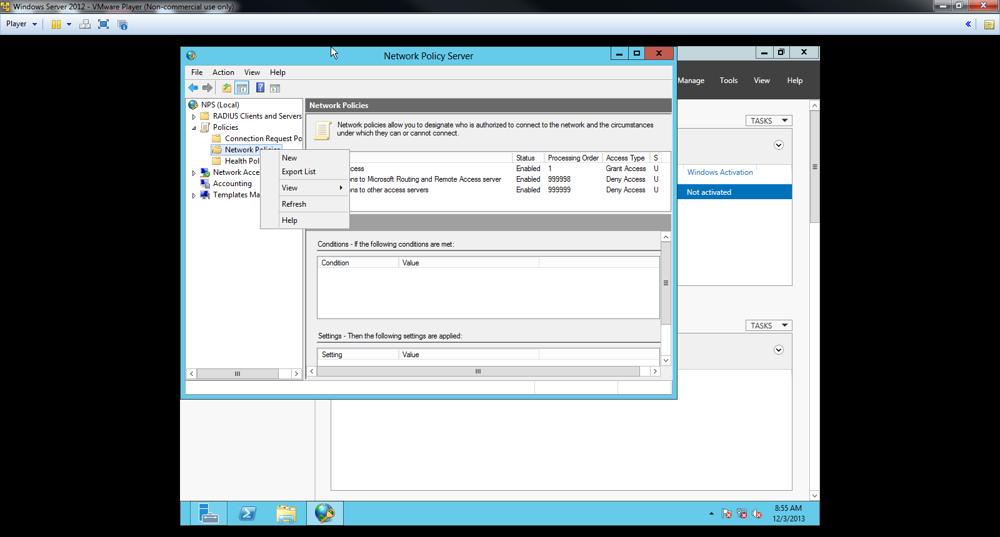 Windows Server 2012 - VMware Player (Non-commercial use only)
Player
Network Policy Server
File Action View Help
Manage Tools View Help
NPS (Local)
RADIUS Clients and Servers
Policies
Connection Request Po
Network Policies
Health Pol
Network Acce
Accounting
Templates Ma
New
Export List
View
Refresh
Help
Network Policies
Network policies allow you to designate who is authorized to connect to the network and the circumstances
under which they can or cannot connect.
Status Processing Order Access Type S
cess Enabled 1 Grant Access U
ons to Microsoft Routing and Remote Access server Enabled 999998 Deny Access U
ons to other access servers Enabled 999999 Deny Access U
Conditions - If the following conditions are met:
Condition Value
Settings - Then the following settings are applied:
Setting Value
TASKS
Windows Activation
Not activated
TASKS
8:55 AM
12/3/2013